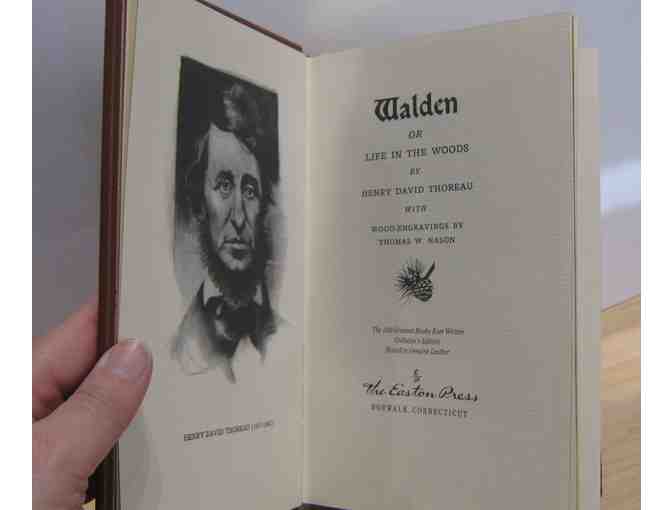 HENRY DAVID THOREAU (1817-1862)
Walden
OR
LIFE IN THE WOODS
BY
HENRY DAVID THOREAU
WITH
WOOD-ENGRAVINGS BY
THOMAS W. NASON
The 100 Greatest Books Ever Written
Collector's Edition
Bound in Genuine Leather
The Easton Press
NORWALK, CONNECTICUT